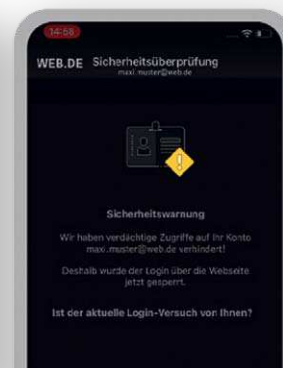 14:58
WEB.DE Sicherheitsüberprüfung
maxi.muster@web.de
Sicherheitswarnung
Wir haben verdächtige Zugriffe auf Ihr Konto
maxi.muster@web.de verhindert!
Deshalb wurde der Login über die Webseite
jetzt gesperrt.
Ist der aktuelle Login-Versuch von Ihnen?